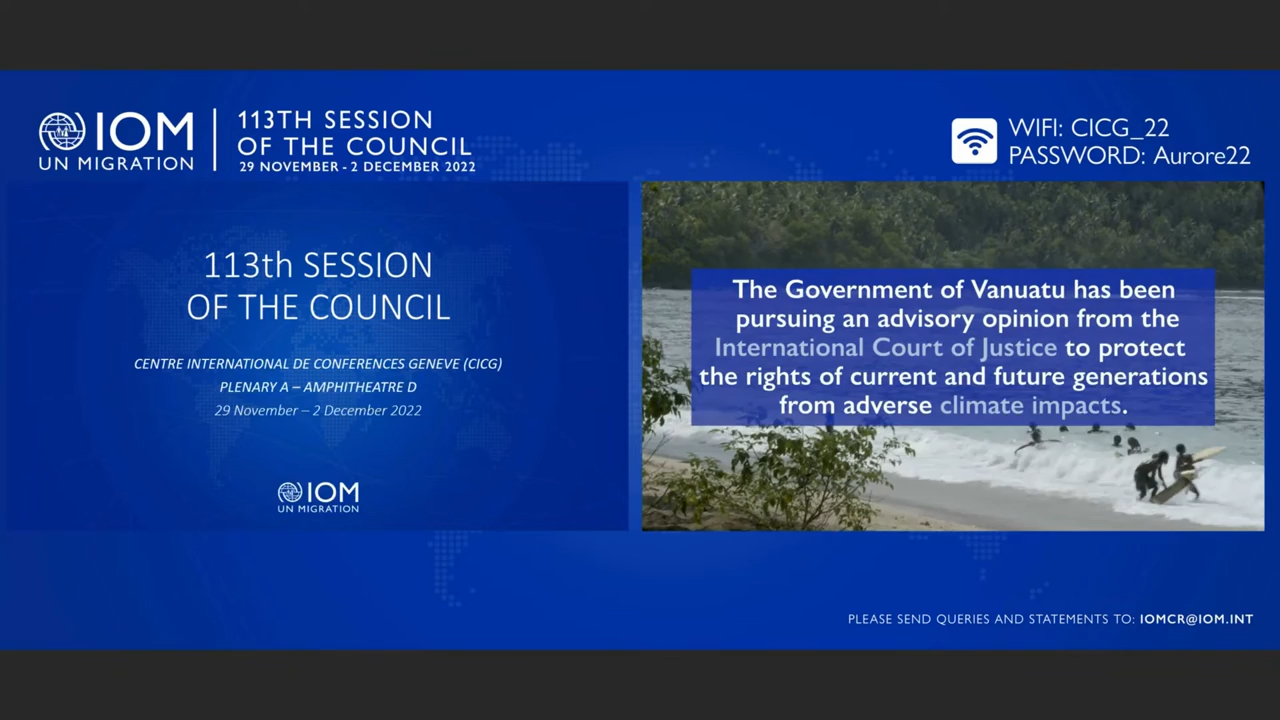 IOM
UN MIGRATION
113TH SESSION
OF THE COUNCIL
29 NOVEMBER - 2 DECEMBER 2022
WIFI: CICG_22
PASSWORD: Aurore22
113th SESSION
OF THE COUNCIL
CENTRE INTERNATIONAL DE CONFERENCES GENEVE (CICG)
PLENARY A – AMPHITHEATRE D
29 November – 2 December 2022
IOM
UN MIGRATION
The Government of Vanuatu has been
pursuing an advisory opinion from the
International Court of Justice to protect
the rights of current and future generations
from adverse climate impacts.
PLEASE SEND QUERIES AND STATEMENTS TO: IOMCR@IOM.INT